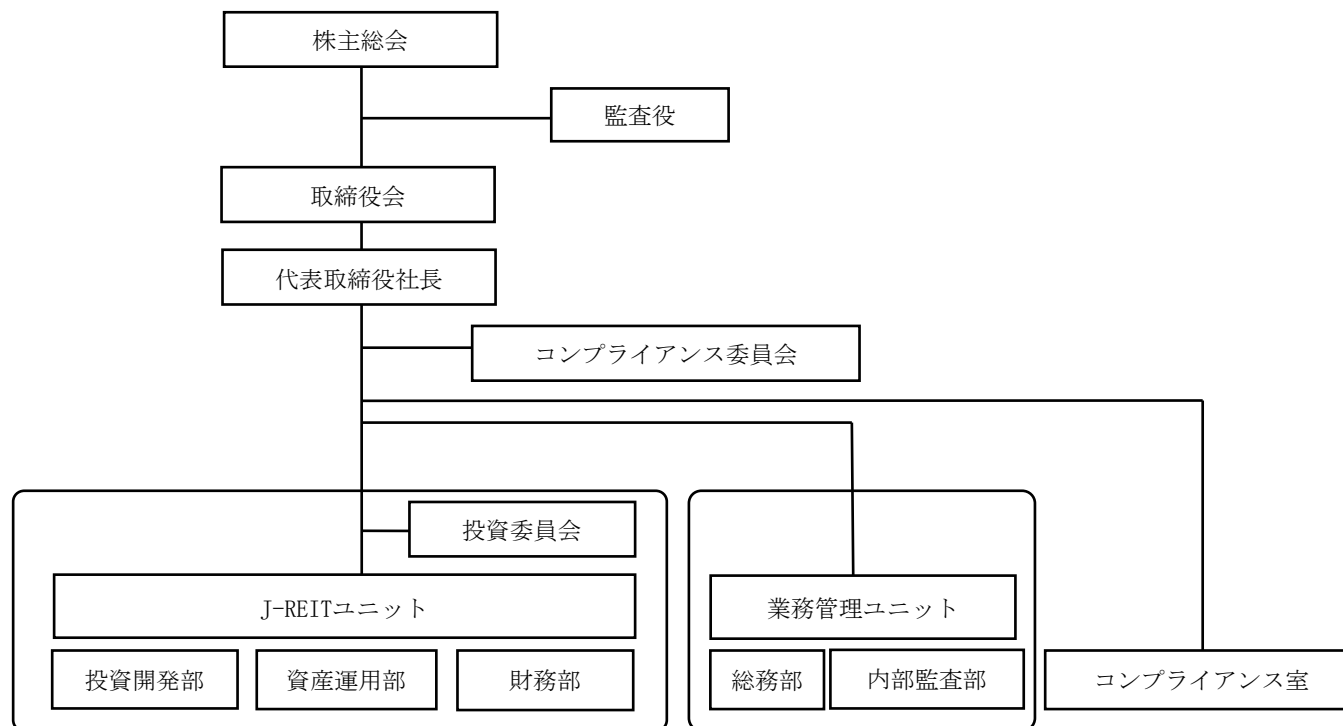 株主総会
監査役
取締役会
代表取締役社長
コンプライアンス委員会
投資委員会
J-REITユニット
業務管理ユニット
投資開発部
資産運用部
財務部
総務部
内部監査部
コンプライアンス室